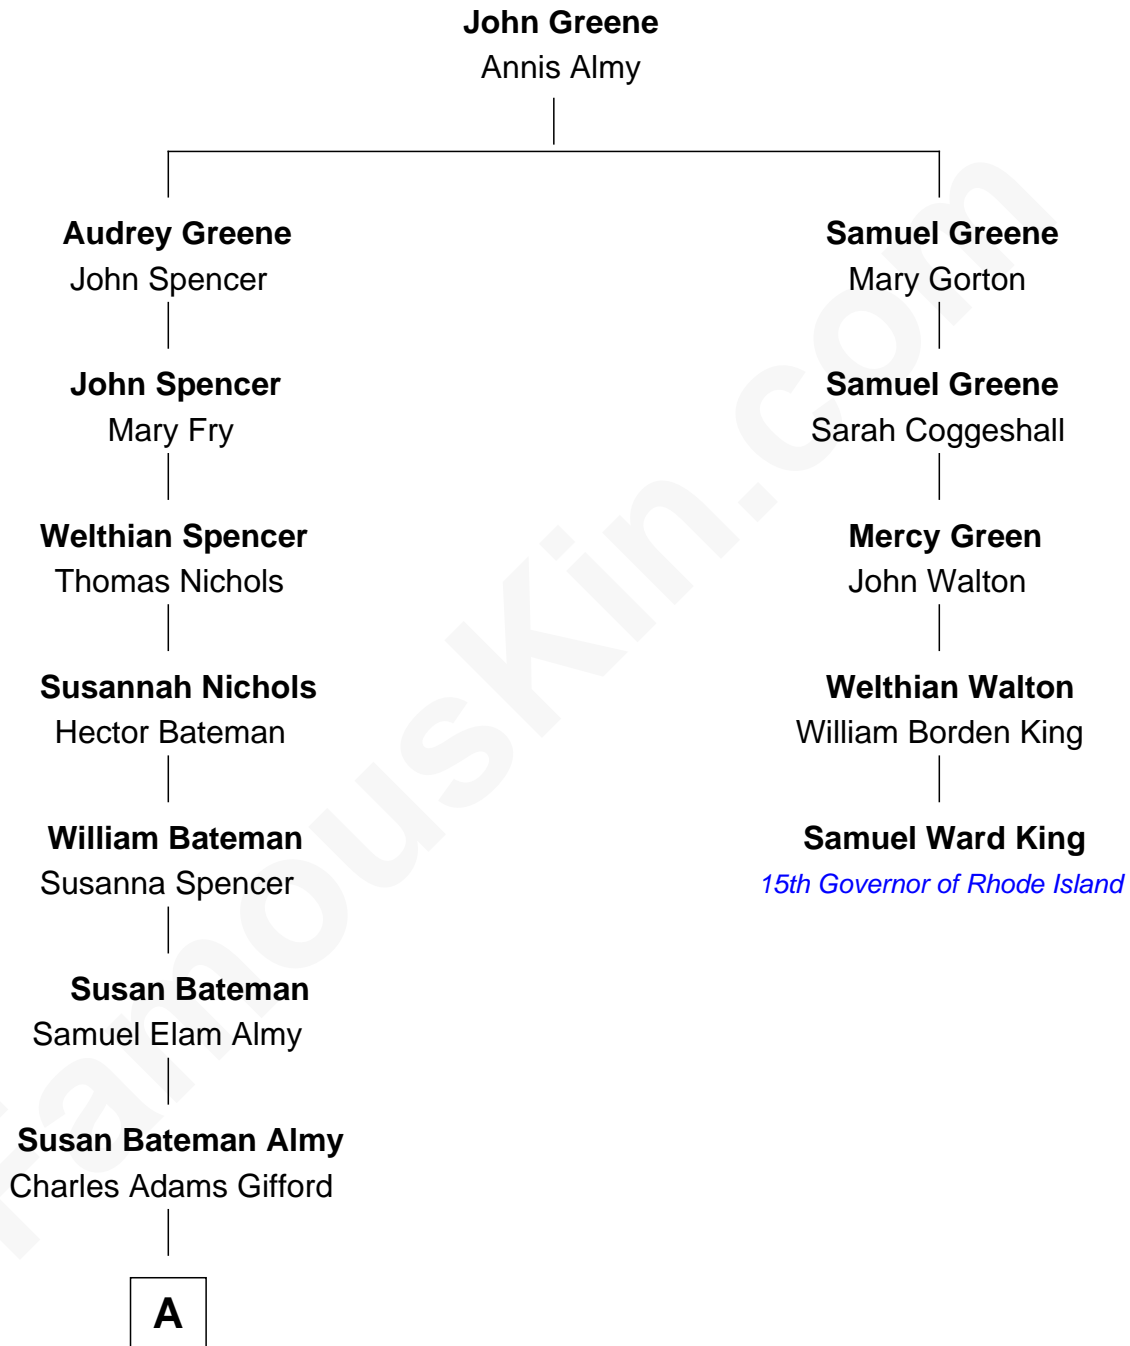 John Greene
Annis Almy
Audrey Greene
John Spencer
Samuel Greene
Mary Gorton
John Spencer
Mary Fry
Samuel Greene
Sarah Coggeshall
Welthian Spencer
Thomas Nichols
Mercy Green
John Walton
Susannah Nichols
Hector Bateman
Welthian Walton
William Borden King
William Bateman
Susanna Spencer
Samuel Ward King
15th Governor of Rhode Island
Susan Bateman
Samuel Elam Almy
Susan Bateman Almy
Charles Adams Gifford
A
FamousKin.com